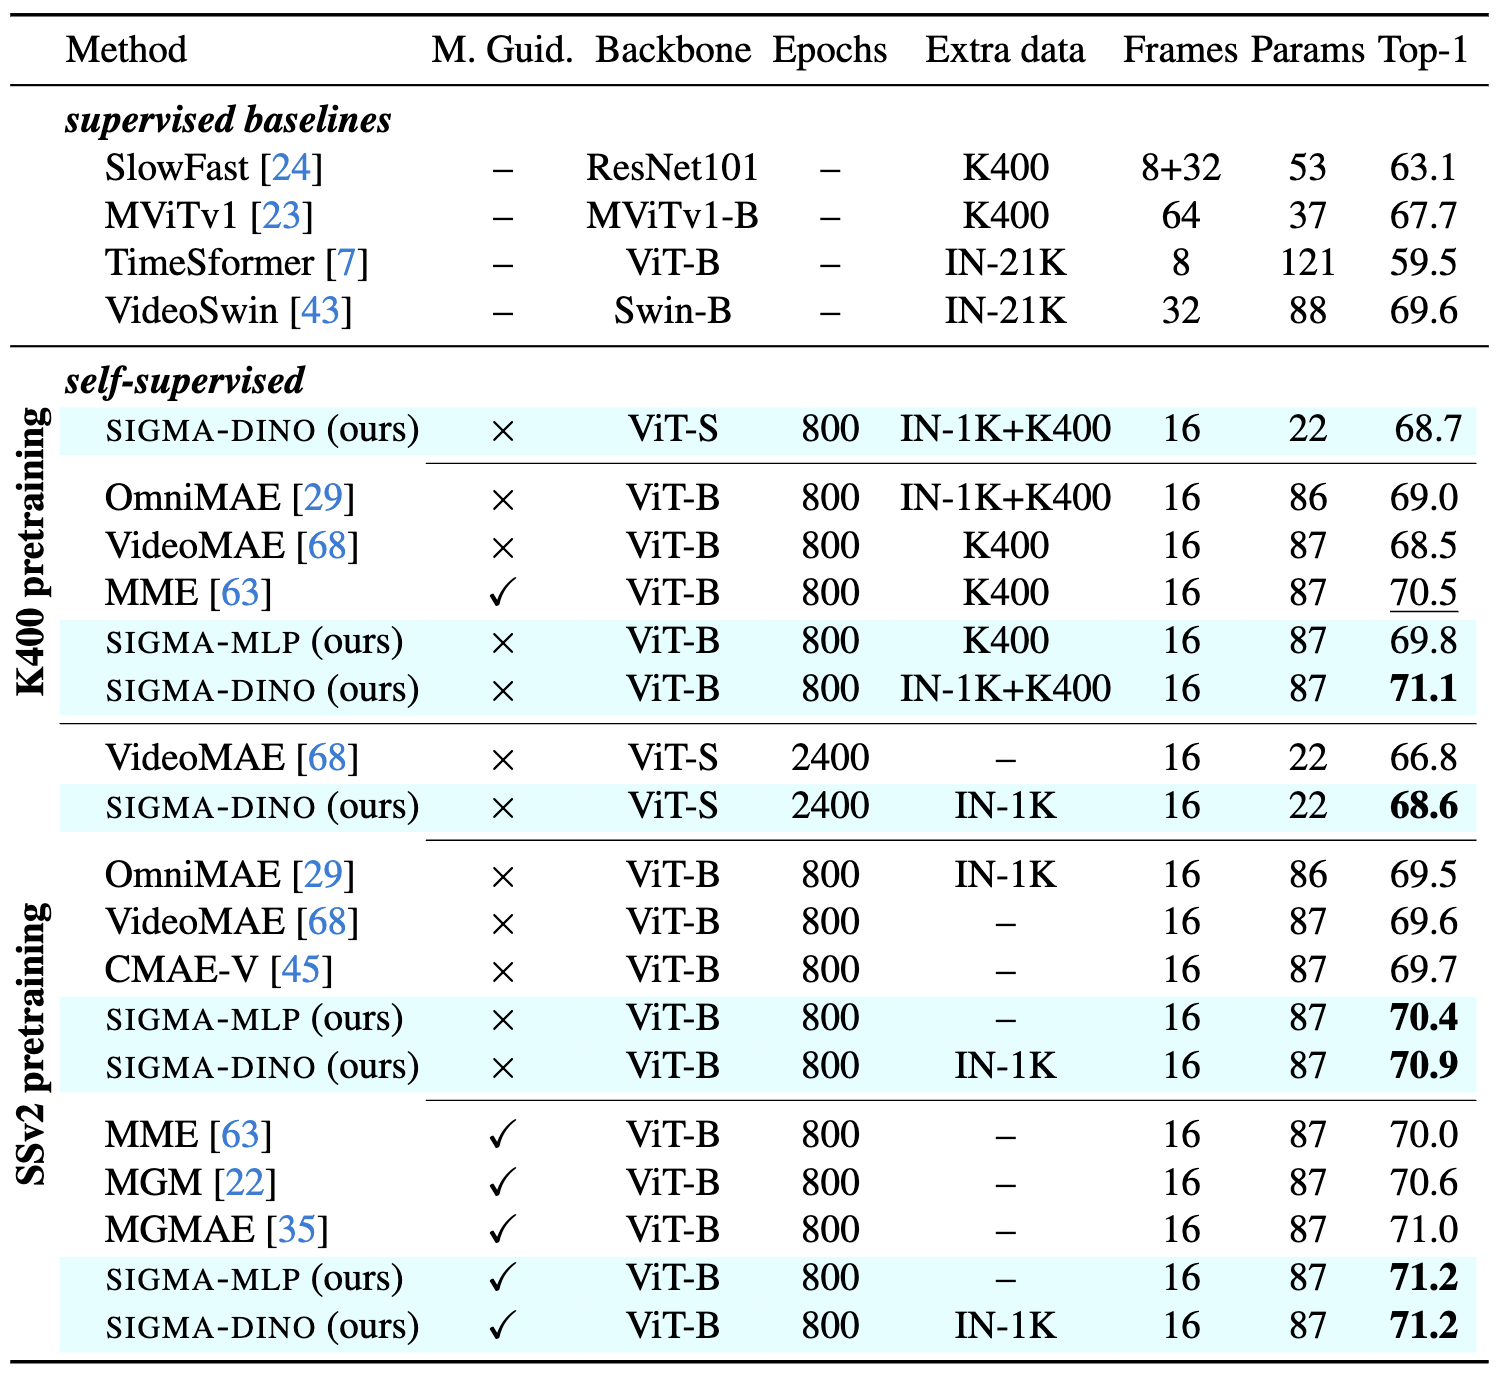 Method M. Guid. Backbone Epochs Extra data Frames Params Top-1
supervised baselines
SlowFast [24] – ResNet101 – K400 8+32 53 63.1
MViTv1 [23] – MViTv1-B – K400 64 37 67.7
TimeSformer [7] – ViT-B – IN-21K 8 121 59.5
VideoSwin [43] – Swin-B – IN-21K 32 88 69.6
K400 pretraining
self-supervised
SIGMA-DINO (ours) × ViT-S 800 IN-1K+K400 16 22 68.7
OmniMAE [29] × ViT-B 800 IN-1K+K400 16 86 69.0
VideoMAE [68] × ViT-B 800 K400 16 87 68.5
MME [63] ✓ ViT-B 800 K400 16 87 70.5
SIGMA-MLP (ours) × ViT-B 800 K400 16 87 69.8
SIGMA-DINO (ours) × ViT-B 800 IN-1K+K400 16 87 71.1
SSv2 pretraining
VideoMAE [68] × ViT-S 2400 – 16 22 66.8
SIGMA-DINO (ours) × ViT-S 2400 IN-1K 16 22 68.6
OmniMAE [29] × ViT-B 800 IN-1K 16 86 69.5
VideoMAE [68] × ViT-B 800 – 16 87 69.6
CMAE-V [45] × ViT-B 800 – 16 87 69.7
SIGMA-MLP (ours) × ViT-B 800 – 16 87 70.4
SIGMA-DINO (ours) × ViT-B 800 IN-1K 16 87 70.9
MME [63] ✓ ViT-B 800 – 16 87 70.0
MGM [22] ✓ ViT-B 800 – 16 87 70.6
MGMAE [35] ✓ ViT-B 800 – 16 87 71.0
SIGMA-MLP (ours) ✓ ViT-B 800 – 16 87 71.2
SIGMA-DINO (ours) ✓ ViT-B 800 IN-1K 16 87 71.2